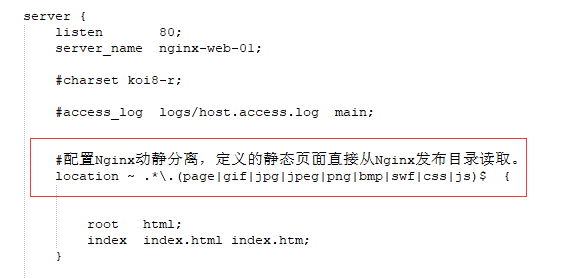 server {
    listen       80;
    server_name  nginx-web-01;
    #charset koi8-r;
    #access_log  logs/host.access.log  main;
    #配置Nginx动静分离，定义的静态页面直接从Nginx发布目录读取。
    location ~ .*\.(page|gif|jpg|jpeg|png|bmp|swf|css|js)$  {
        root   html;
        index  index.html index.htm;
    }